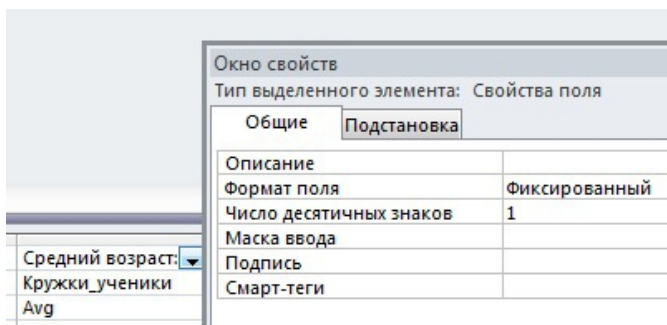 Окно свойств
Тип выделенного элемента: Свойства поля
Общие Подстановка
Описание
Формат поля Фиксированный
Число десятичных знаков 1
Маска ввода
Подпись
Смарт-теги
Средний возраст:
Кружки_ученики
Avg